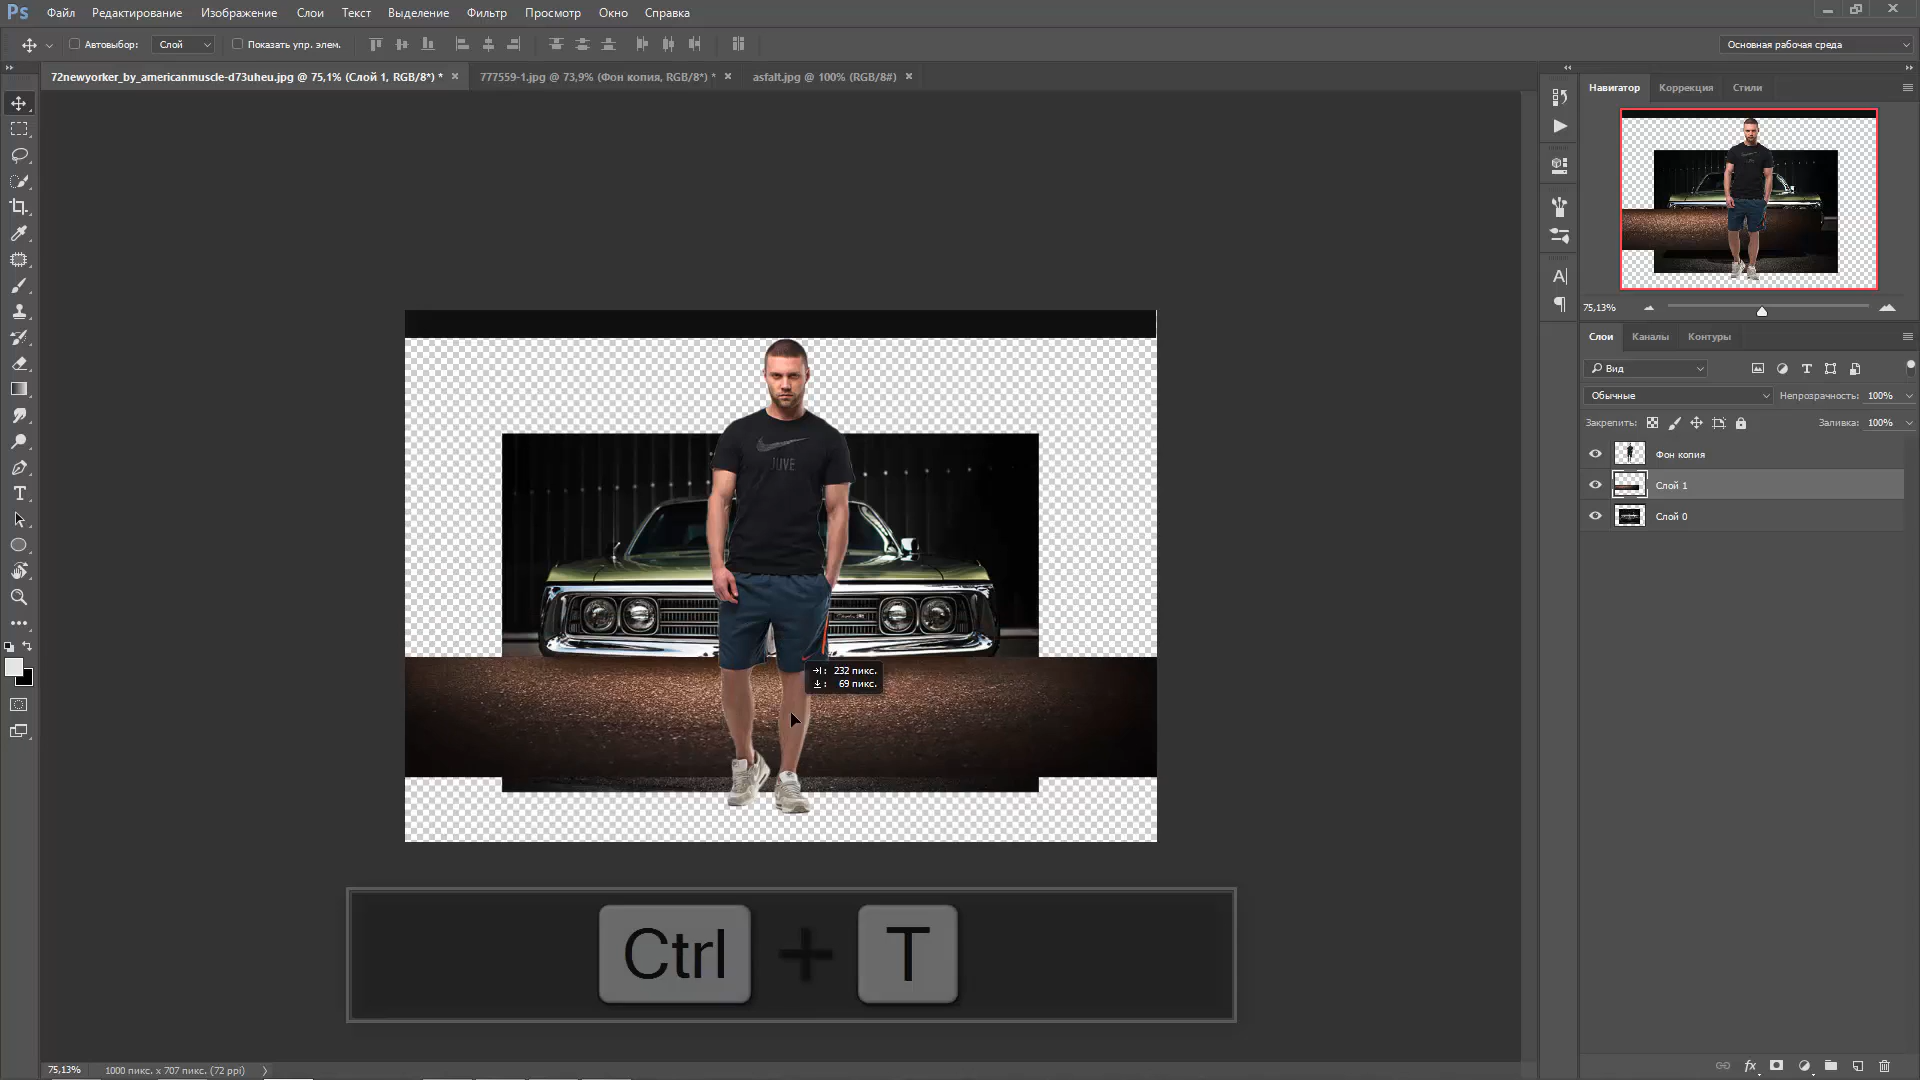 Ps Файл Редактирование Изображение Слои Текст Выделение Фильтр Просмотр Окно Справка
Автовыбор: Слой Показать упр. элем. Основная рабочая среда
72newyorker_by_americanmuscle-d73uheu.jpg @ 75,1% (Слой 1, RGB/8*) * × 777559-1.jpg @ 73,9% (Фон копия, RGB/8*) * × asfalt.jpg @ 100% (RGB/8#) ×
Навигатор Коррекция Стили
75,13%
Слои Каналы Контуры
Вид
Обычные Непрозрачность: 100%
Закрепить: Заливка: 100%
Фон копия
Слой 1
Слой 0
JUVE
232 пикс.
69 пикс.
Ctrl + T
75,13% 1000 пикс. x 707 пикс. (72 ppi)